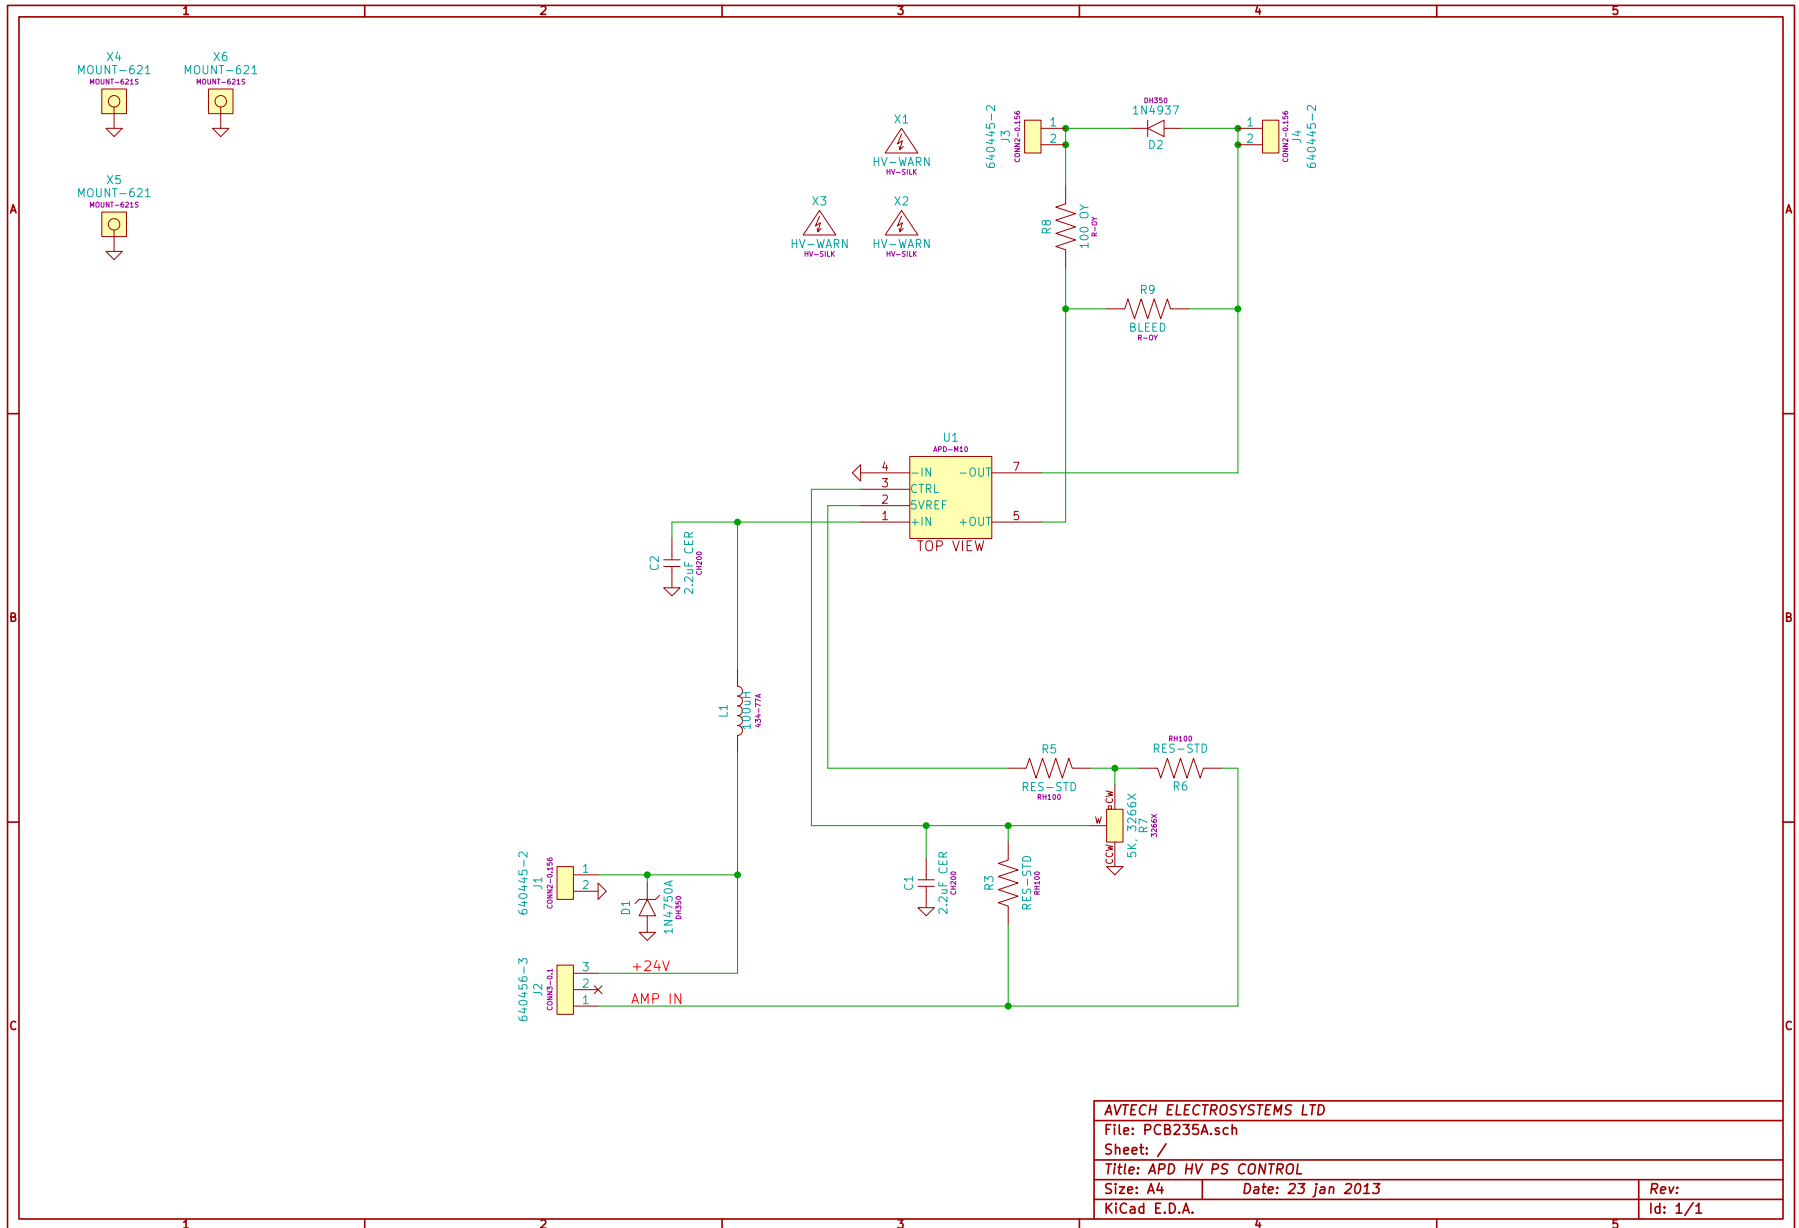 1 2 3 4 5
A A
B B
C C
1 2 3 4 5
X4
MOUNT-621
MOUNT-621S
X6
MOUNT-621
MOUNT-621S
X5
MOUNT-621
MOUNT-621S
X1
HV-WARN
HV-SILK
X3
HV-WARN
HV-SILK
X2
HV-WARN
HV-SILK
640445-2
J3
CONN2-0.156
1
2
DH350
1N4937
D2
1
2
CONN2-0.156
J4
640445-2
R8
100 OY
R-OY
R9
BLEED
R-OY
U1
APD-M10
4 -IN
3 CTRL
2 5VREF
1 +IN
-OUT 7
+OUT 5
TOP VIEW
C2
2.2uF CER
CH200
L1
100uH
434-77A
R5
RES-STD
RH100
RH100
RES-STD
R6
CW
W
CCW
5K, 3266X
R7
3266X
C1
2.2uF CER
CH200
R3
RES-STD
RH100
640445-2
J1
CONN2-0.156
1
2
D1
1N4750A
DH350
640456-3
J2
CONN3-0.1
3
2
1
+24V
AMP IN
AVTECH ELECTROSYSTEMS LTD
File: PCB235A.sch
Sheet: /
Title: APD HV PS CONTROL
Size: A4 Date: 23 jan 2013 Rev:
KiCad E.D.A. Id: 1/1